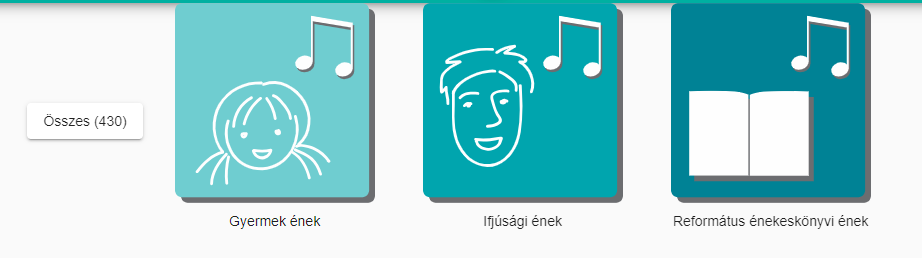 Összes (430)
Gyermek ének
Ifjúsági ének
Református énekeskönyvi ének